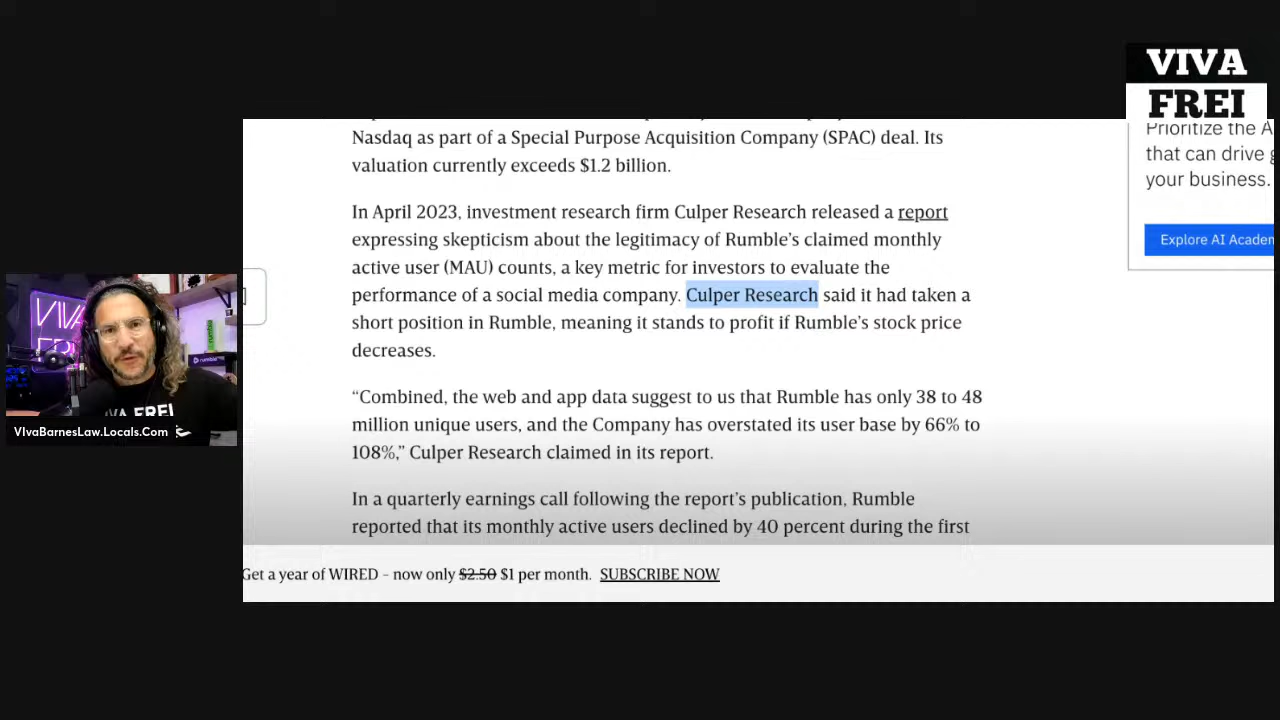 VIVA
FREI
Nasdaq as part of a Special Purpose Acquisition Company (SPAC) deal. Its
valuation currently exceeds $1.2 billion.
In April 2023, investment research firm Culper Research released a report
expressing skepticism about the legitimacy of Rumble’s claimed monthly
active user (MAU) counts, a key metric for investors to evaluate the
performance of a social media company. Culper Research said it had taken a
short position in Rumble, meaning it stands to profit if Rumble’s stock price
decreases.
“Combined, the web and app data suggest to us that Rumble has only 38 to 48
million unique users, and the Company has overstated its user base by 66% to
108%,” Culper Research claimed in its report.
In a quarterly earnings call following the report’s publication, Rumble
reported that its monthly active users declined by 40 percent during the first
Get a year of WIRED – now only $2.50 $1 per month. SUBSCRIBE NOW
Prioritize the A
that can drive g
your business.
Explore AI Academ
VIVA
FREI
VIVA FREI
VIvaBarnesLaw.Locals.Com